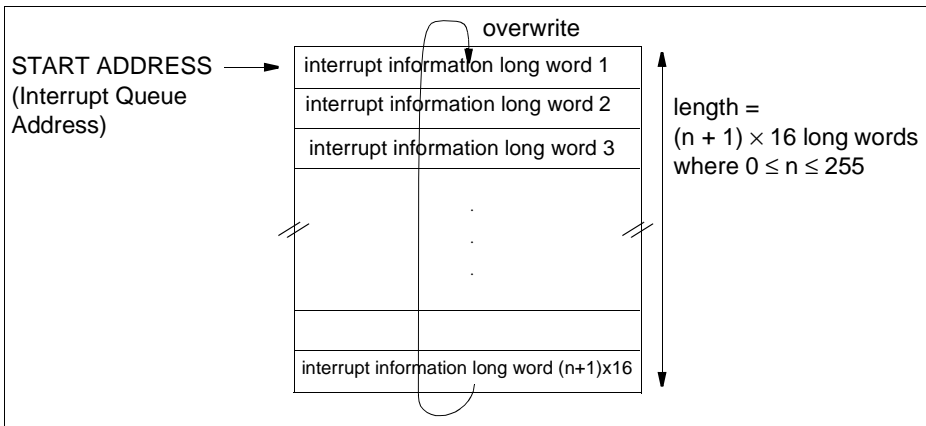 overwrite
START ADDRESS
(Interrupt Queue
Address)
interrupt information long word 1
interrupt information long word 2
interrupt information long word 3
.
.
.
interrupt information long word (n+1)x16
length =
(n + 1) × 16 long words
where 0 ≤ n ≤ 255